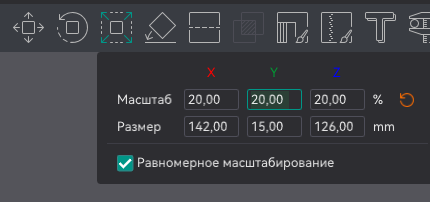 X Y Z
Масштаб 20,00 20,00 20,00 %
Размер 142,00 15,00 126,00 mm
Равномерное масштабирование